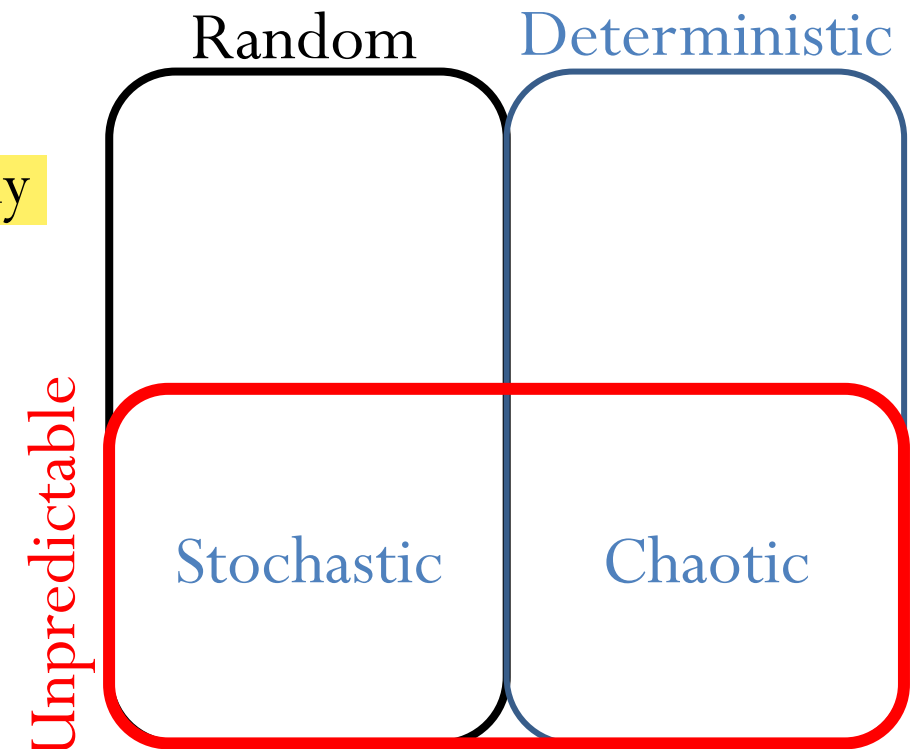 Random
Deterministic
y
Unpredictable
Stochastic
Chaotic